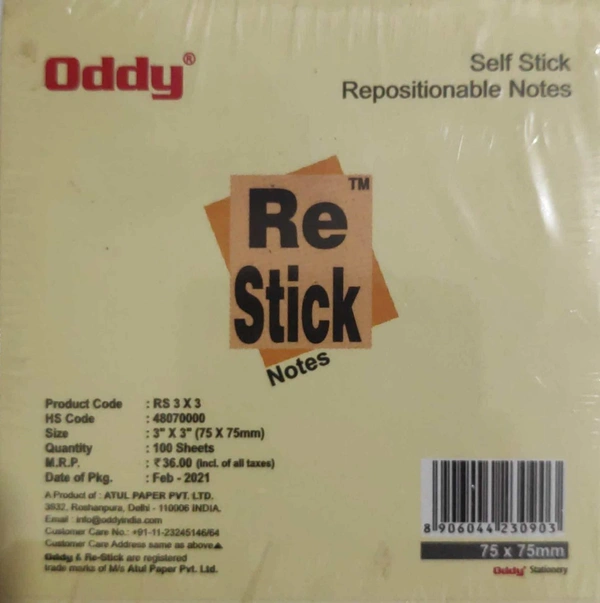 Oddy®
Self Stick
Repositionable Notes
Re™
Stick
Notes
Product Code : RS 3 X 3
HS Code : 48070000
Size : 3" X 3" (75 X 75mm)
Quantity : 100 Sheets
M.R.P. : ₹ 36.00 (incl. of all taxes)
Date of Pkg. : Feb - 2021
A Product of : ATUL PAPER PVT. LTD.
3632, Roshanpura, Delhi - 110006 INDIA.
Email : info@oddyindia.com
Customer Care No.: +91-11-23245146/64
Customer Care Address same as above▲
Oddy & Re-Stick are registered
trade marks of M/s Atul Paper Pvt. Ltd.
8 906044 230903
75 x 75mm
Oddy® Stationery